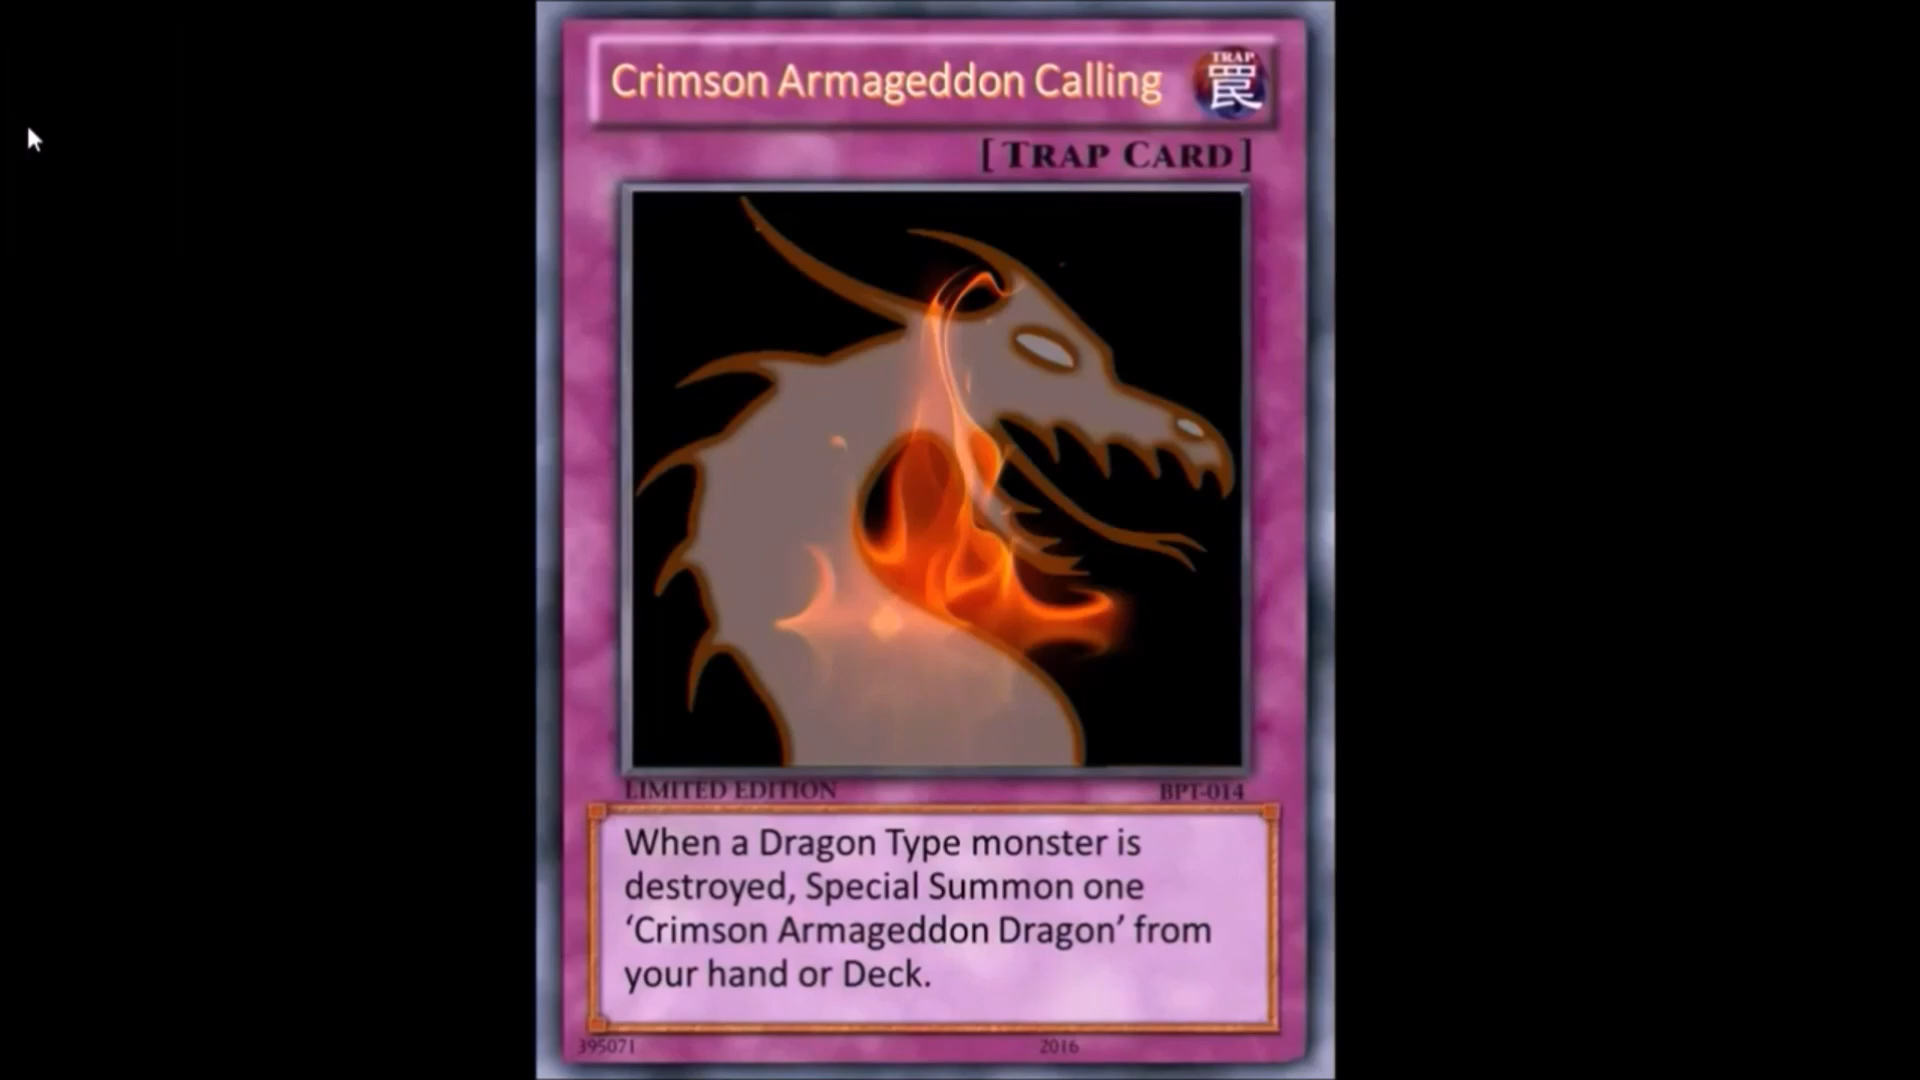 Crimson Armageddon Calling
TRAP
罠
[TRAP CARD]
LIMITED EDITION
BPT-014
When a Dragon Type monster is
destroyed, Special Summon one
‘Crimson Armageddon Dragon’ from
your hand or Deck.
395071
2016